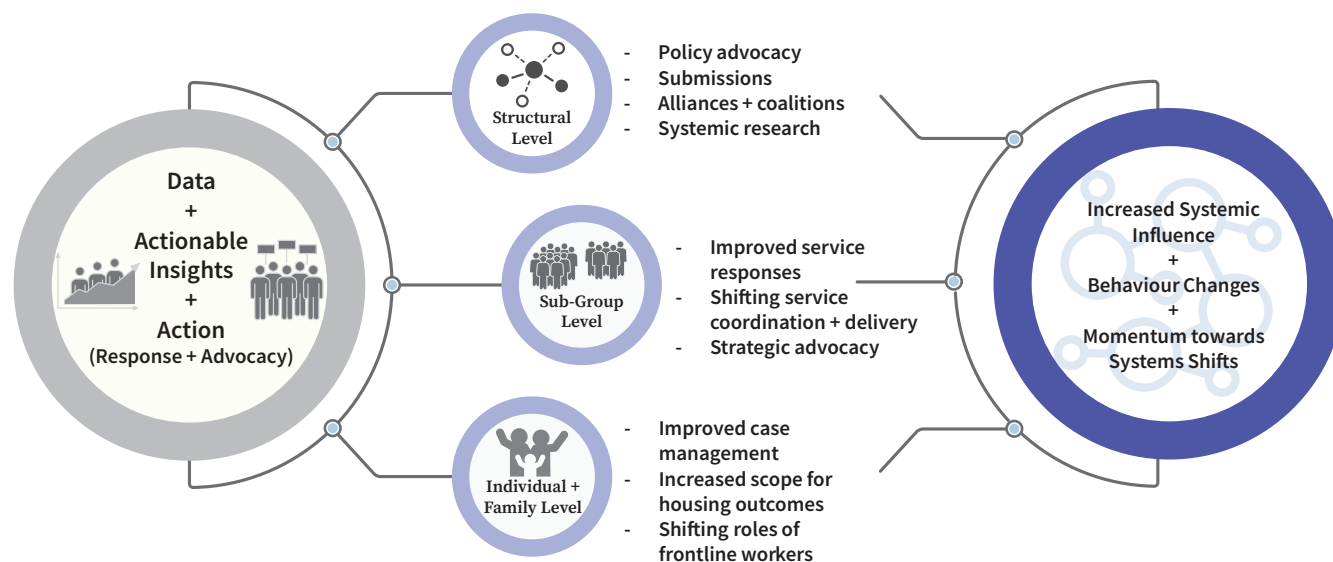 Data
+
Actionable
Insights
+
Action
(Response + Advocacy)
Structural
Level
- Policy advocacy
- Submissions
- Alliances + coalitions
- Systemic research
Sub-Group
Level
- Improved service
responses
- Shifting service
coordination + delivery
- Strategic advocacy
Individual +
Family Level
- Improved case
management
- Increased scope for
housing outcomes
- Shifting roles of
frontline workers
Increased Systemic
Influence
+
Behaviour Changes
+
Momentum towards
Systems Shifts